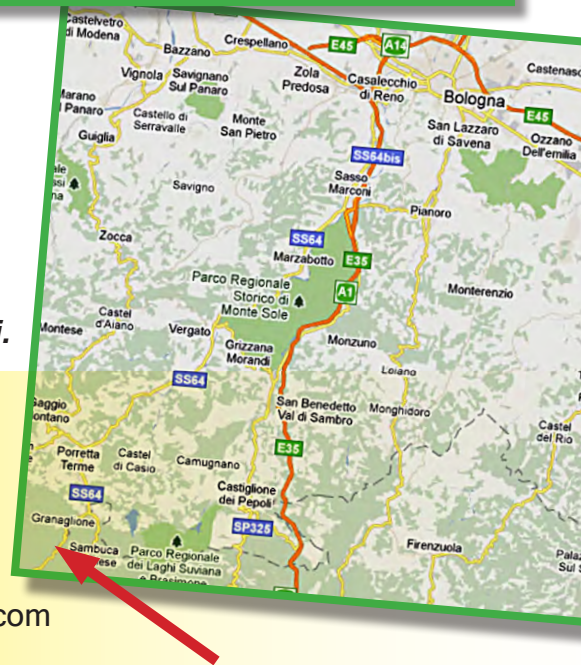 Castelvetro
di Modena
Bazzano
Crespellano
E45
A14
Castenaso
Vignola
Savignano
Sul Panaro
Zola
Predosa
Casalecchio
di Reno
Bologna
E45
Marano
Panaro
Castello di
Serravalle
Monte
San Pietro
San Lazzaro
di Savena
Ozzano
Dell'emilia
Guiglia
SS64bis
Savigno
Sasso
Marconi
Pianoro
Zocca
SS64
Marzabotto
E35
Parco Regionale
Storico di
Monte Sole
A1
Monterenzio
Montese
Castel
d'Aiano
Vergato
Grizzana
Morandi
Monzuno
i.
Loiano
SS64
San Benedetto
Val di Sambro
Monghidoro
Castel
del Rio
E35
Porretta
Terme
Castel
di Casio
Camugnano
SS64
Castiglione
dei Pepoli
SP325
Granaglione
Sambuca
Parco Regionale
dei Laghi Suviana
e Brasimone
Firenzuola
com